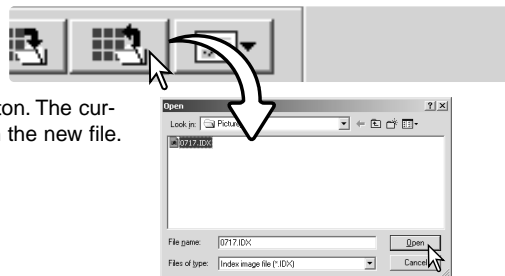 ton. The cur-
the new file.
Open
Look in: Picture
0717.IDX
File name: 0717.IDX Open
Files of type: Index image file (*.IDX) Cancel